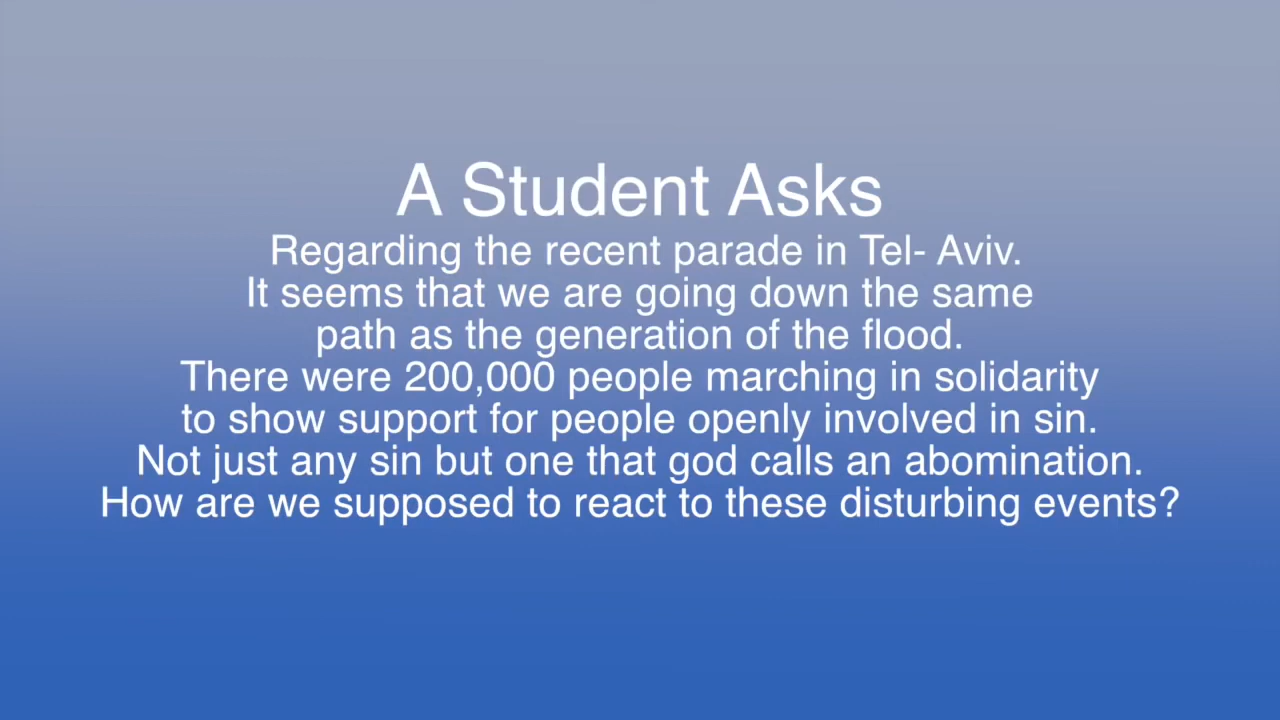 A Student Asks
Regarding the recent parade in Tel- Aviv.
It seems that we are going down the same
path as the generation of the flood.
There were 200,000 people marching in solidarity
to show support for people openly involved in sin.
Not just any sin but one that god calls an abomination.
How are we supposed to react to these disturbing events?